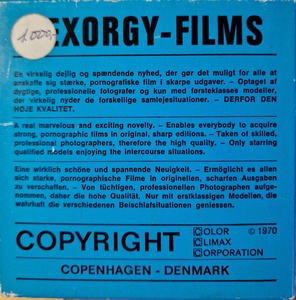 1.000,-
EXORGY-FILMS
En virkelig dejlig og spændende nyhed, der gør det muligt for alle at
anskaffe sig stærke, pornografiske film i skarpe udgaver. - Optaget af
dygtige, professionelle fotografer og kun med førsteklasses modeller,
der virkelig nyder de forskellige samlejesituationer. - DERFOR DEN
HØJE KVALITET.
A real marvelous and exciting novelty. - Enables everybody to acquire
strong, pornographic films in original, sharp editions. - Taken of skilled,
professional photographers, therefore the high quality. - Only starring
qualified models enjoying the intercourse situations.
Eine wirklich schöne und spannende Neuigkeit. - Ermöglicht es allen
sich starke, pornographische Filme in originellen, scharfen Ausgaben
zu verschaffen. - Von tüchtigen, professionellen Photographen aufge-
nommen, daher die hohe Qualität. Nur mit erstklassigen Modellen, die
wahrhaft die verschiedenen Beischlafsituationen geniessen.
COPYRIGHT COLOR CLIMAX CORPORATION © 1970
COPENHAGEN - DENMARK